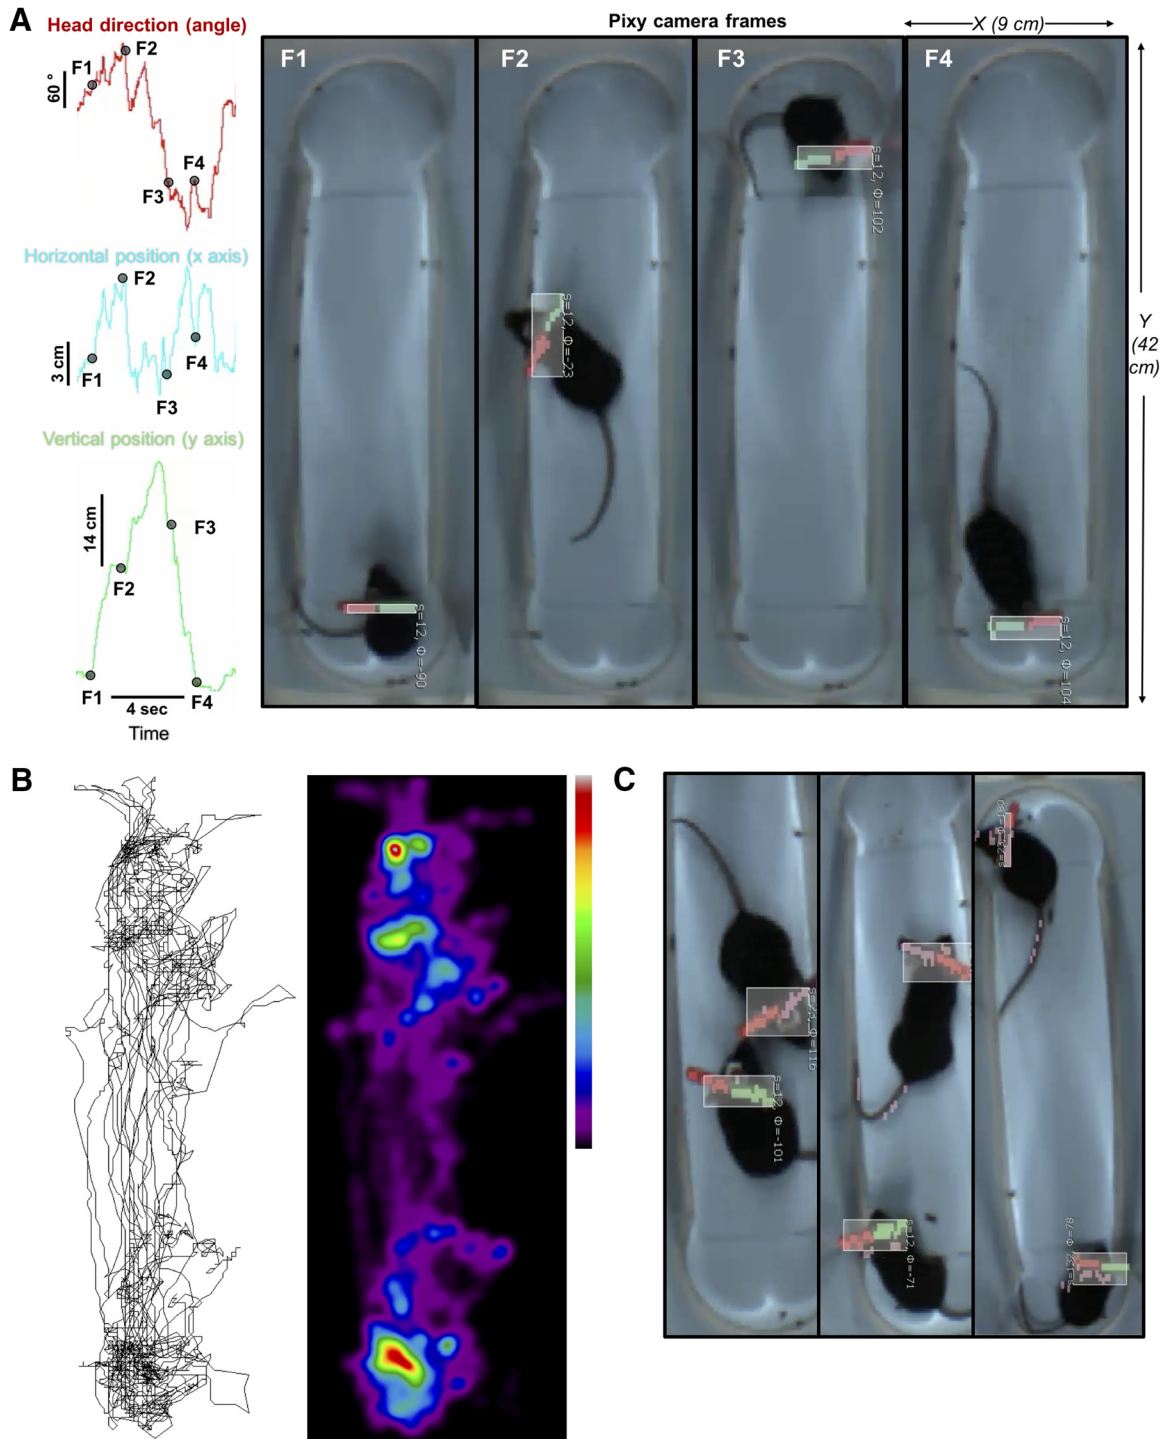 A
Head direction (angle)
Pixy camera frames
X (9 cm)
F1
F2
60°
F3
F4
F1
F2
F3
F4
s=12, Φ=-90
s=12, Φ=-23
s=12, Φ=102
s=12, Φ=104
Y
(42
cm)
Horizontal position (x axis)
F2
3 cm
F1
F3
F4
Vertical position (y axis)
14 cm
F3
F2
F1
F4
4 sec
Time
B
C
s=12, Φ=-101
s=12, Φ=-71